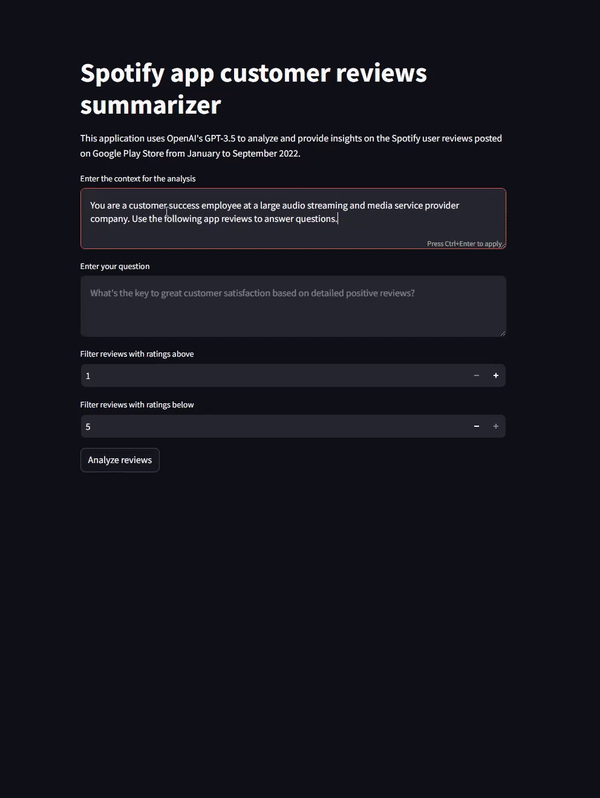 Spotify app customer reviews
summarizer
This application uses OpenAI's GPT-3.5 to analyze and provide insights on the Spotify user reviews posted
on Google Play Store from January to September 2022.
Enter the context for the analysis
You are a customer success employee at a large audio streaming and media service provider
company. Use the following app reviews to answer questions.
Press Ctrl+Enter to apply
Enter your question
What's the key to great customer satisfaction based on detailed positive reviews?
Filter reviews with ratings above
1 − +
Filter reviews with ratings below
5 − +
Analyze reviews